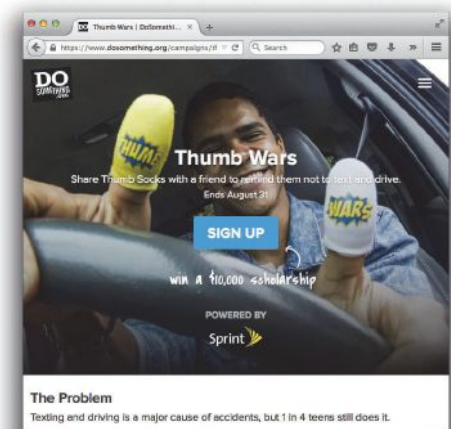 Thumb Wars | DoSomethi...
https://www.dosomething.org/campaigns/th
Search
DO
SOMETHING
.ORG
THUMB
WARS
Thumb Wars
Share Thumb Socks with a friend to remind them not to text and drive.
Ends August 31
SIGN UP
win a $10,000 scholarship
POWERED BY
Sprint
The Problem
Texting and driving is a major cause of accidents, but 1 in 4 teens still does it.